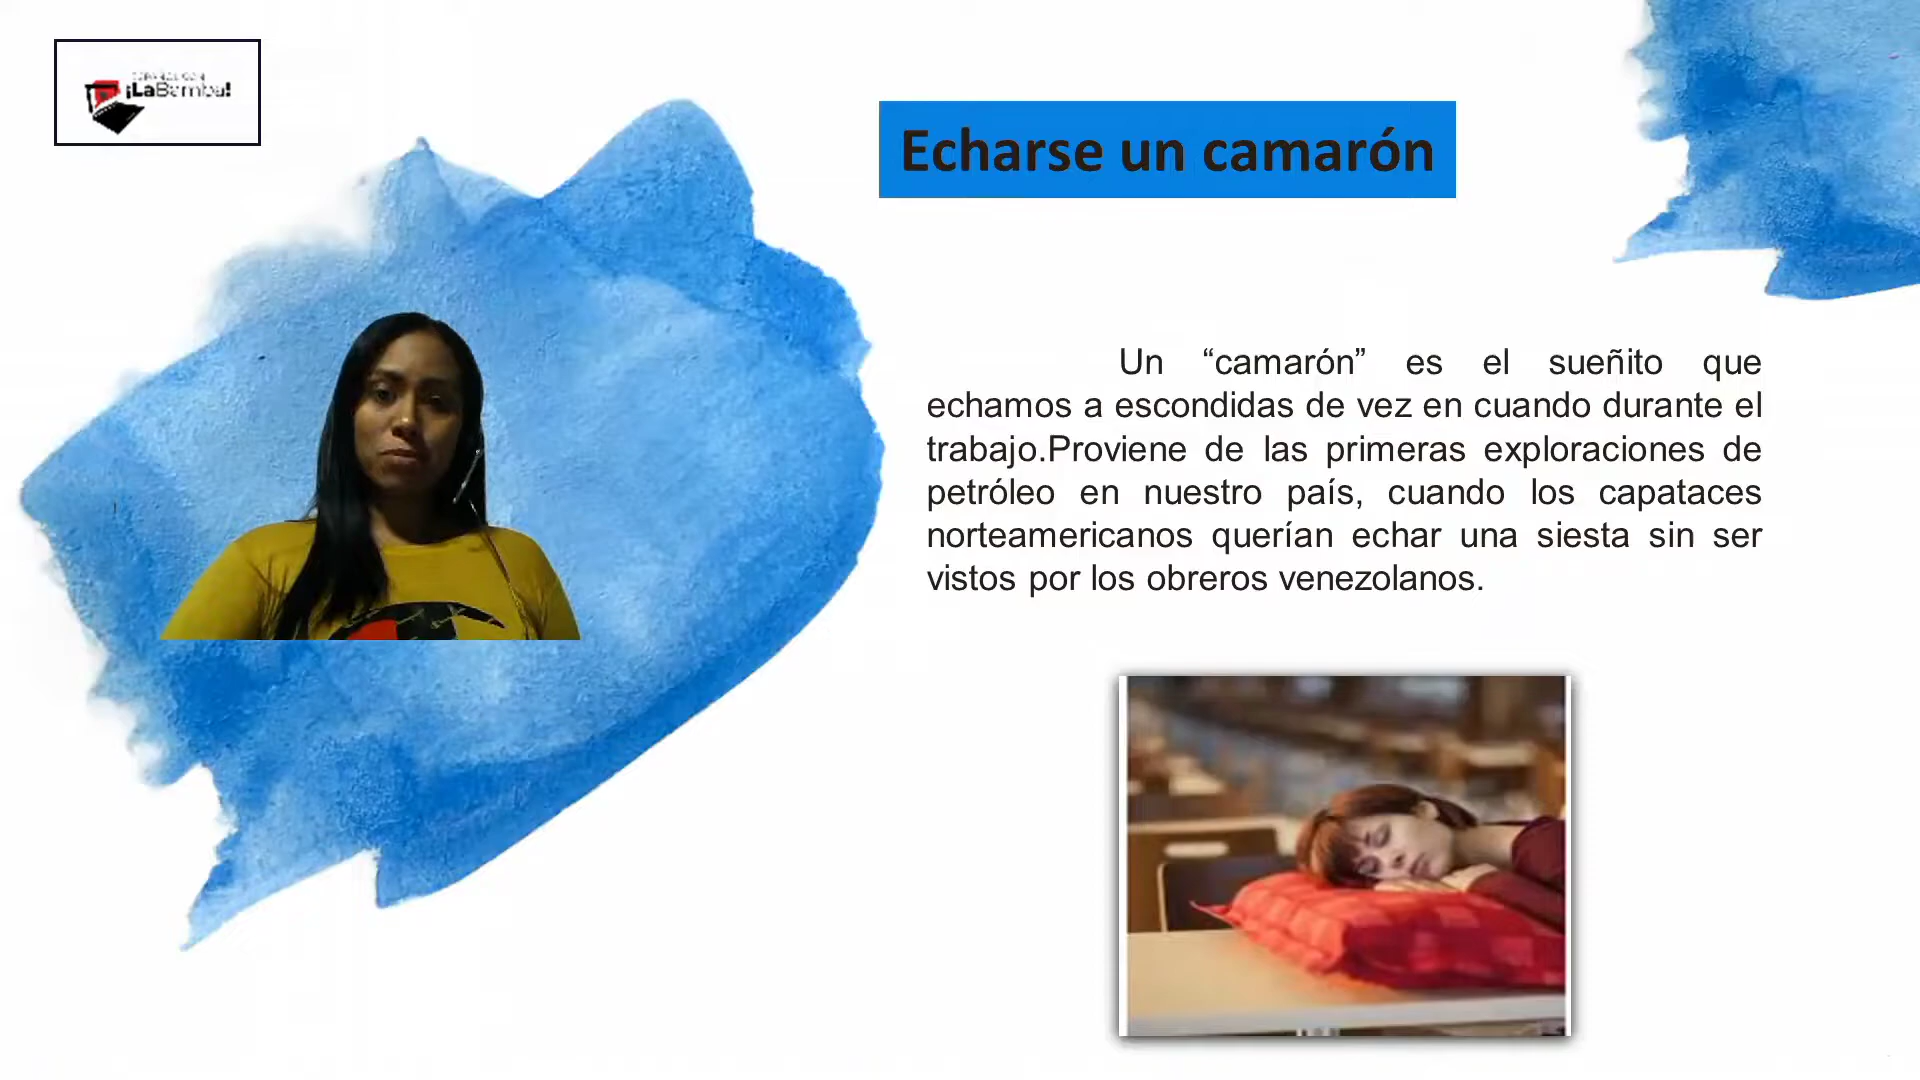 ¡LaBamba!
Echarse un camarón
Un “camarón” es el sueñito que
echamos a escondidas de vez en cuando durante el
trabajo.Proviene de las primeras exploraciones de
petróleo en nuestro país, cuando los capataces
norteamericanos querían echar una siesta sin ser
vistos por los obreros venezolanos.